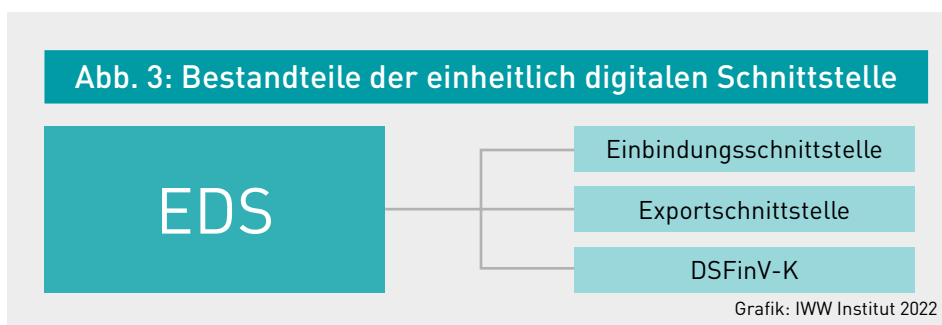 Abb. 3: Bestandteile der einheitlich digitalen Schnittstelle
EDS
Einbindungsschnittstelle
Exportschnittstelle
DSFinV-K
Grafik: IWW Institut 2022